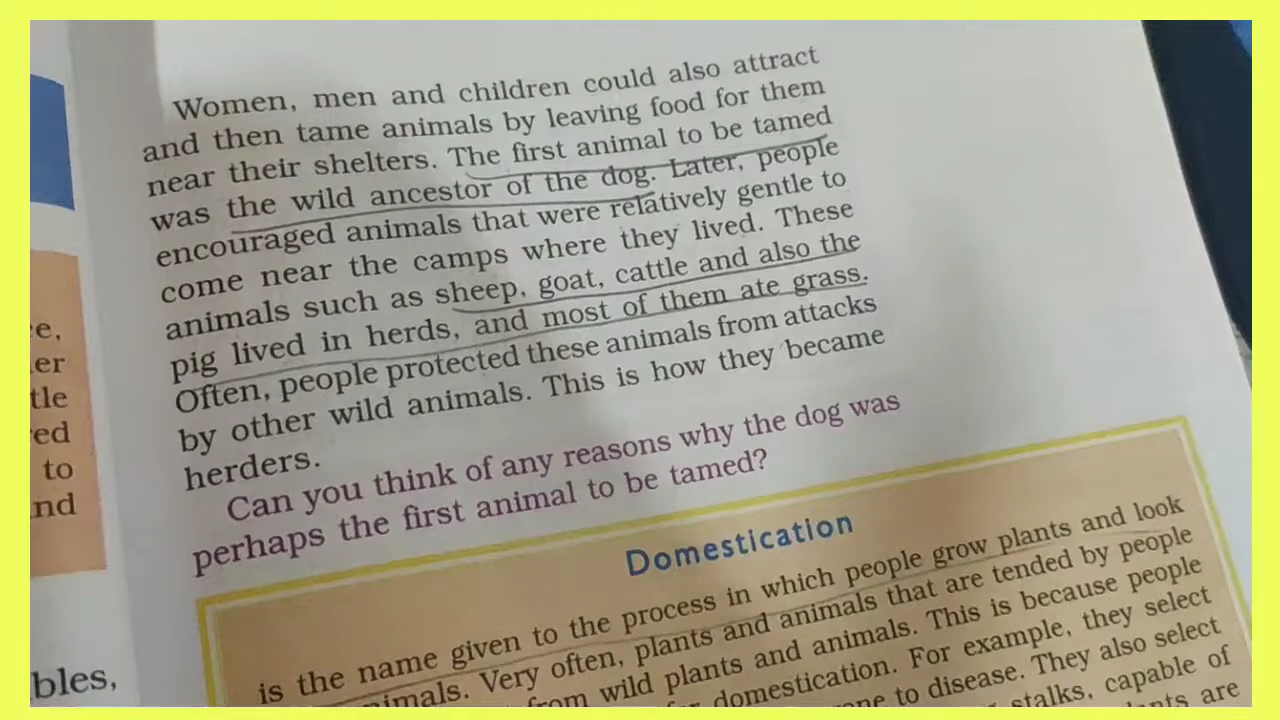 Women, men and children could also attract
and then tame animals by leaving food for them
near their shelters. The first animal to be tamed
was the wild ancestor of the dog. Later, people
encouraged animals that were relatively gentle to
come near the camps where they lived. These
animals such as sheep, goat, cattle and also the
pig lived in herds, and most of them ate grass.
Often, people protected these animals from attacks
by other wild animals. This is how they became
herders.
Can you think of any reasons why the dog was
perhaps the first animal to be tamed?
Domestication
is the name given to the process in which people grow plants and look
Very often, plants and animals that are tended by people
from wild plants and animals. This is because people
domestication. For example, they select
to disease. They also select
stalks, capable of
are
tle
to
bles,